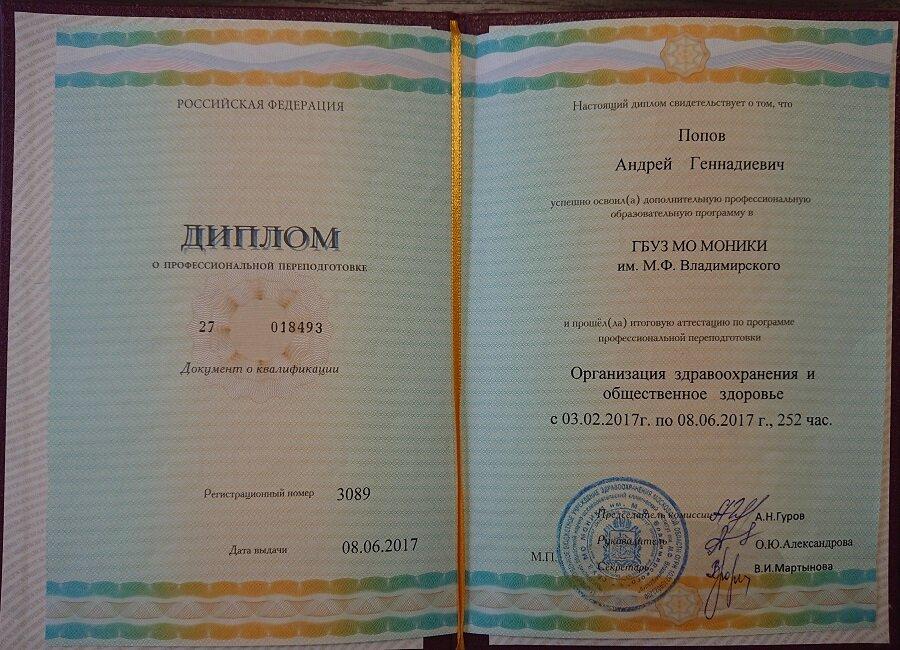 РОССИЙСКАЯ ФЕДЕРАЦИЯ
ДИПЛОМ
О ПРОФЕССИОНАЛЬНОЙ ПЕРЕПОДГОТОВКЕ
27 018493
Документ о квалификации
Регистрационный номер 3089
Дата выдачи 08.06.2017
Настоящий диплом свидетельствует о том, что
Попов
Андрей Геннадиевич
успешно освоил(а) дополнительную профессиональную
образовательную программу в
ГБУЗ МО МОНИКИ
им. М.Ф. Владимирского
и прошёл(ла) итоговую аттестацию по программе
профессиональной переподготовки
Организация здравоохранения и
общественное здоровье
с 03.02.2017г. по 08.06.2017 г., 252 час.
Председатель комиссии А.Н.Гуров
Руководитель О.Ю.Александрова
М.П.
Секретарь В.И.Мартынова